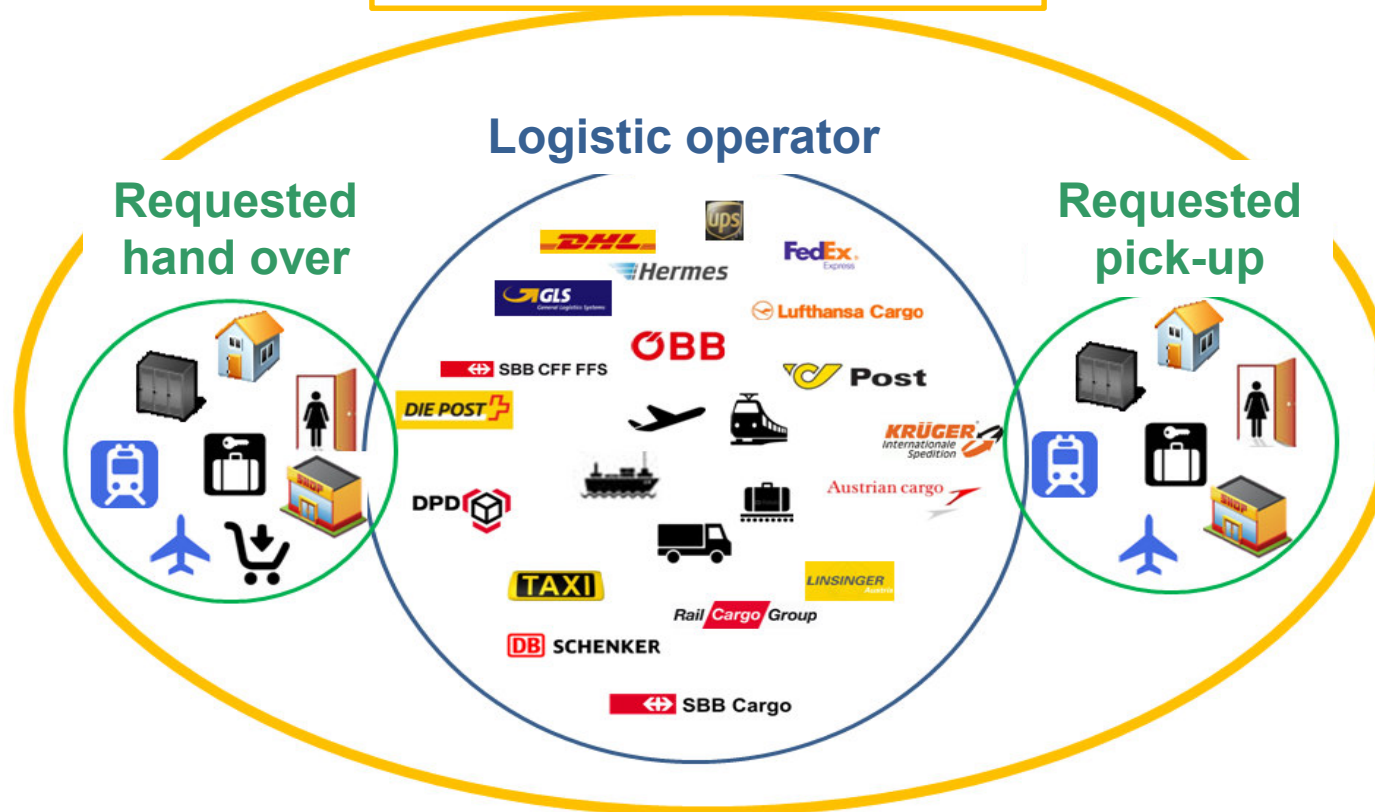 Logistic operator
Requested
hand over
Requested
pick-up
ups
DHL
FedEx
Express
Hermes
GLS
General Logistics Systems
Lufthansa Cargo
ÖBB
SBB CFF FFS
Post
DIE POST
KRÜGER
Internationale
Spedition
SHOP
Austrian cargo
DPD
SHOP
TAXI
LINSINGER
Austria
Rail Cargo Group
DB SCHENKER
SBB Cargo